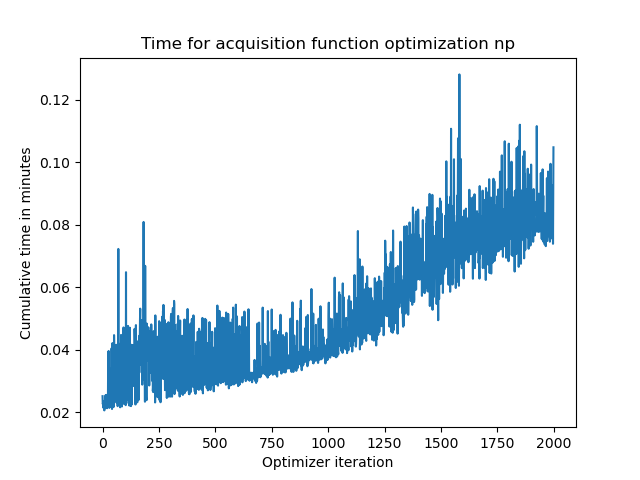 Time for acquisition function optimization np
Cumulative time in minutes
0.12
0.10
0.08
0.06
0.04
0.02
0 250 500 750 1000 1250 1500 1750 2000
Optimizer iteration